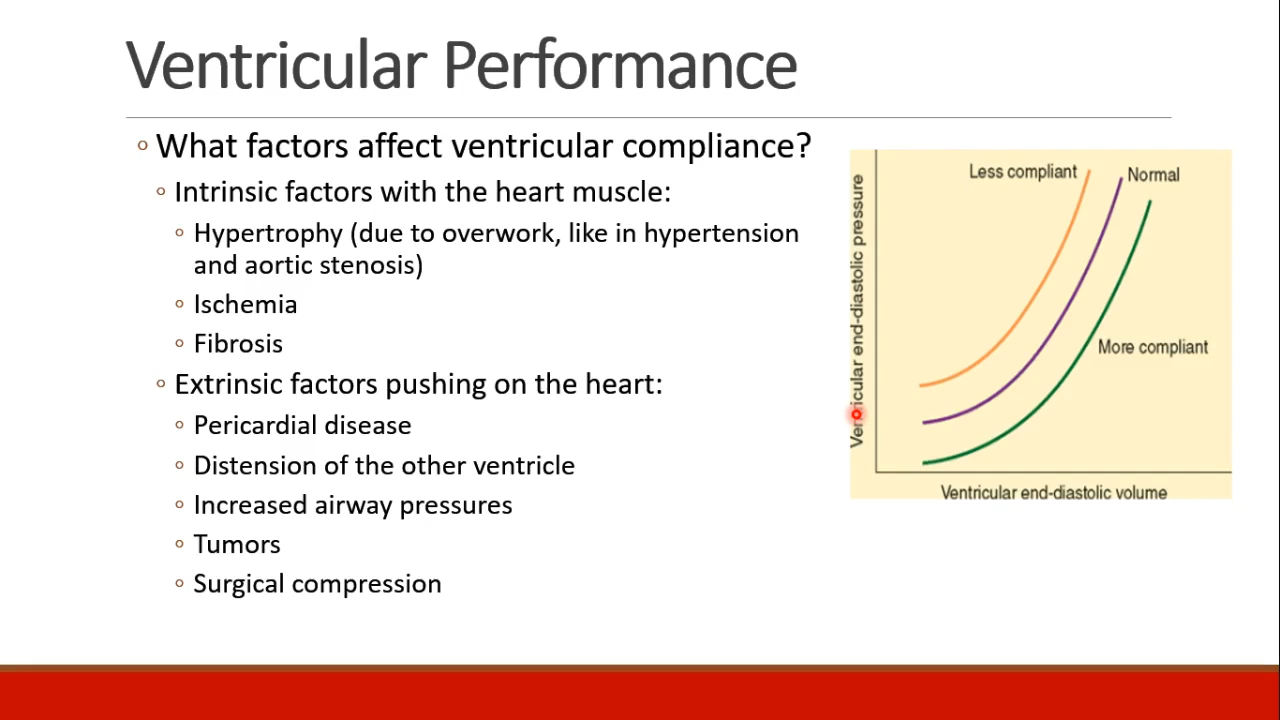 Ventricular Performance
◦ What factors affect ventricular compliance?
◦ Intrinsic factors with the heart muscle:
◦ Hypertrophy (due to overwork, like in hypertension
and aortic stenosis)
◦ Ischemia
◦ Fibrosis
◦ Extrinsic factors pushing on the heart:
◦ Pericardial disease
◦ Distension of the other ventricle
◦ Increased airway pressures
◦ Tumors
◦ Surgical compression
Ventricular end-diastolic pressure
Less compliant
Normal
More compliant
Ventricular end-diastolic volume